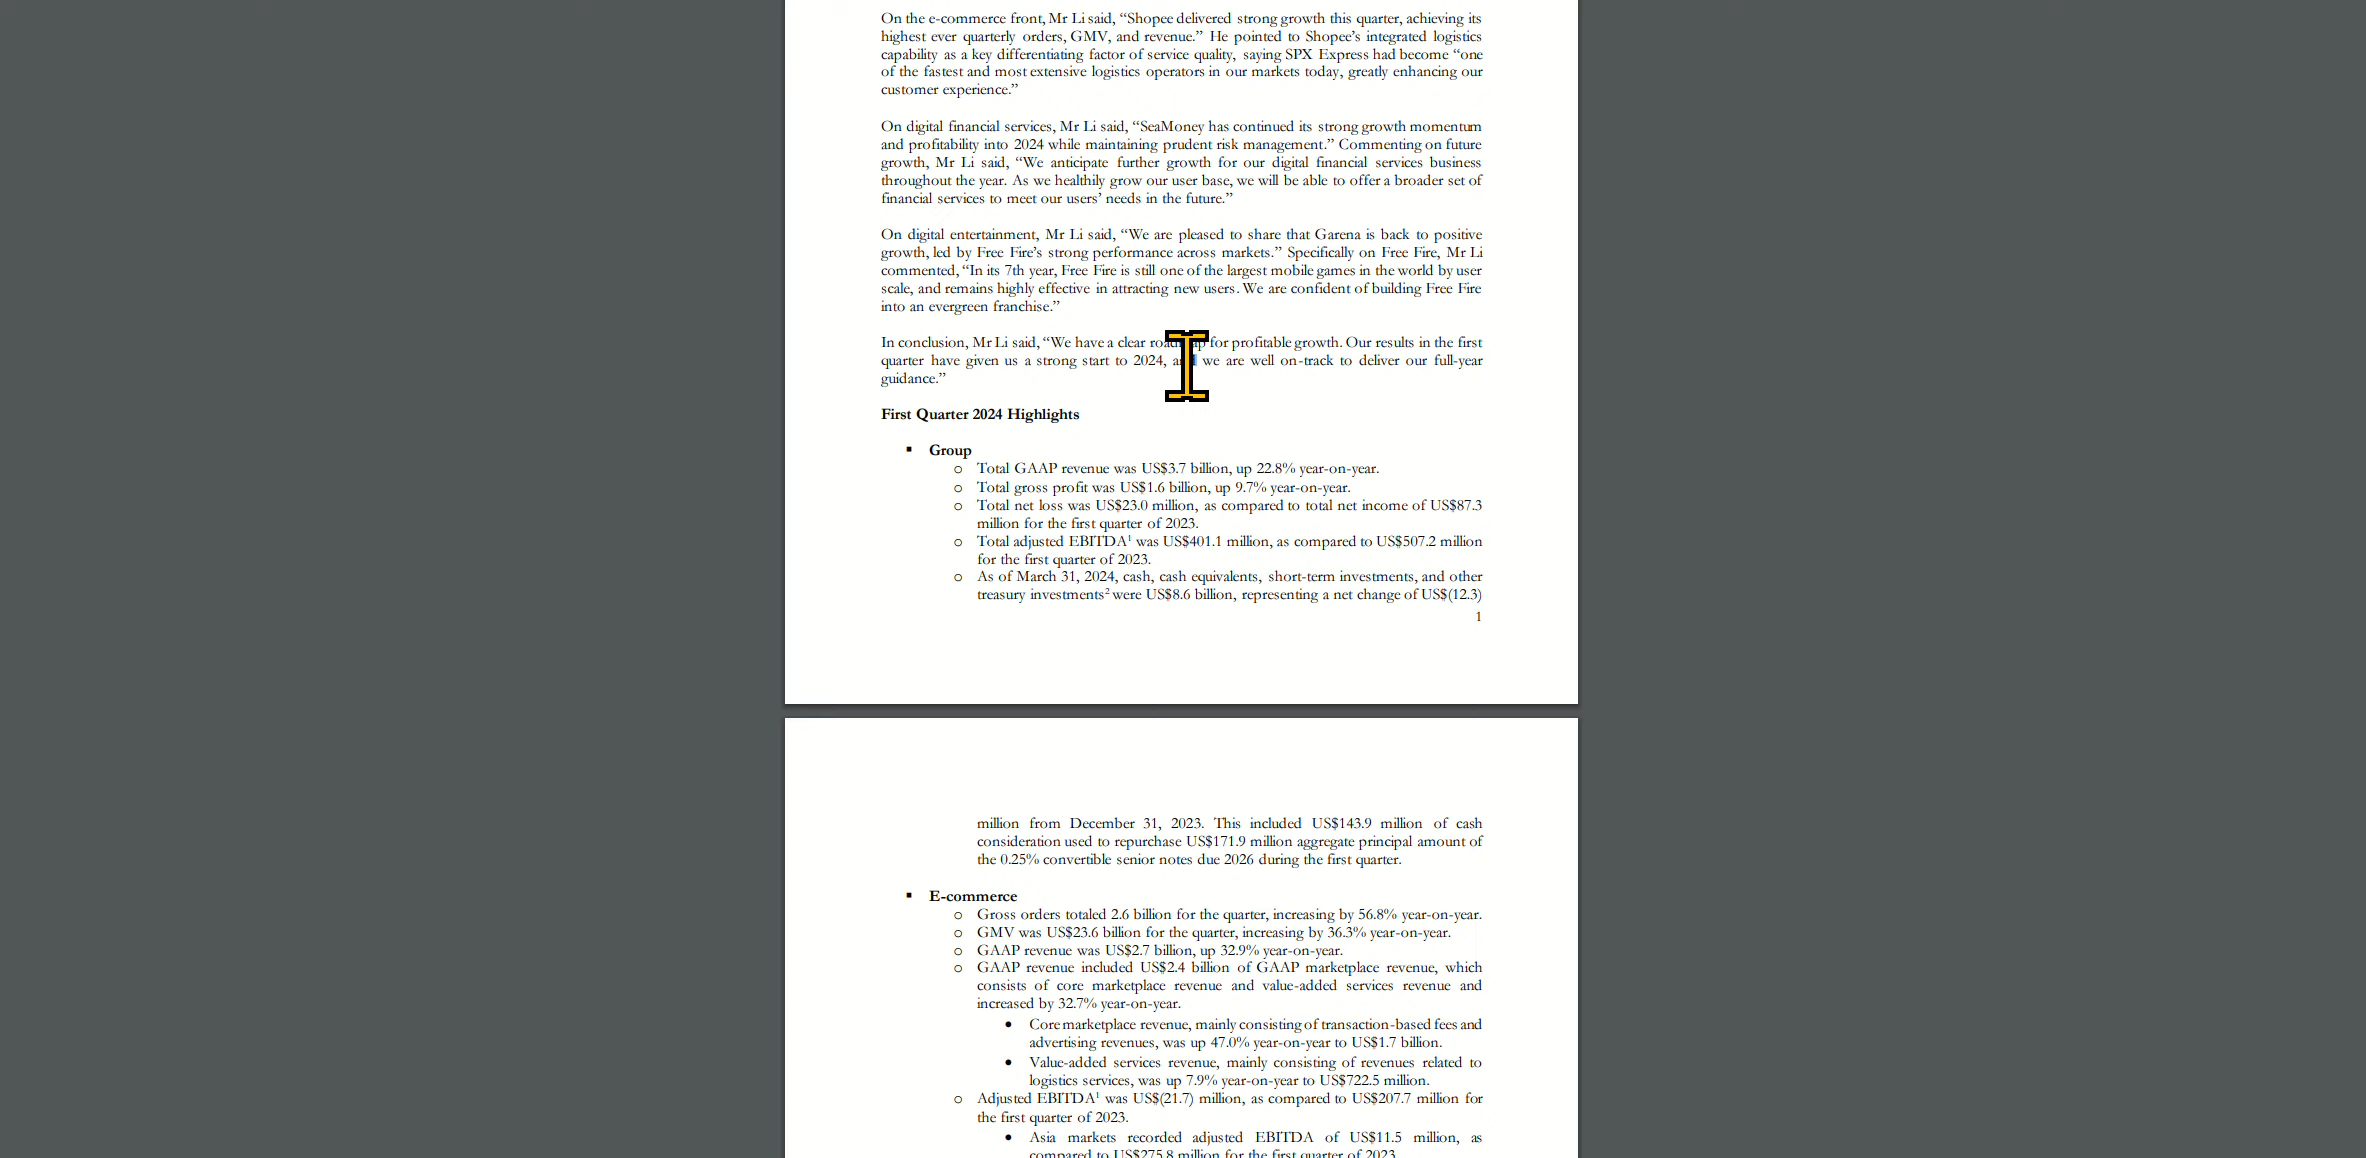 On the e-commerce front, Mr Li said, “Shopee delivered strong growth this quarter, achieving its
highest ever quarterly orders, GMV, and revenue.” He pointed to Shopee’s integrated logistics
capability as a key differentiating factor of service quality, saying SPX Express had become “one
of the fastest and most extensive logistics operators in our markets today, greatly enhancing our
customer experience.”
On digital financial services, Mr Li said, “SeaMoney has continued its strong growth momentum
and profitability into 2024 while maintaining prudent risk management.” Commenting on future
growth, Mr Li said, “We anticipate further growth for our digital financial services business
throughout the year. As we healthily grow our user base, we will be able to offer a broader set of
financial services to meet our users’ needs in the future.”
On digital entertainment, Mr Li said, “We are pleased to share that Garena is back to positive
growth, led by Free Fire’s strong performance across markets.” Specifically on Free Fire, Mr Li
commented, “In its 7th year, Free Fire is still one of the largest mobile games in the world by user
scale, and remains highly effective in attracting new users. We are confident of building Free Fire
into an evergreen franchise.”
In conclusion, Mr Li said, “We have a clear roadmap for profitable growth. Our results in the first
quarter have given us a strong start to 2024, and we are well on-track to deliver our full-year
guidance.”
First Quarter 2024 Highlights
▪ Group
o Total GAAP revenue was US$3.7 billion, up 22.8% year-on-year.
o Total gross profit was US$1.6 billion, up 9.7% year-on-year.
o Total net loss was US$23.0 million, as compared to total net income of US$87.3
million for the first quarter of 2023.
o Total adjusted EBITDA¹ was US$401.1 million, as compared to US$507.2 million
for the first quarter of 2023.
o As of March 31, 2024, cash, cash equivalents, short-term investments, and other
treasury investments² were US$8.6 billion, representing a net change of US$(12.3)
1
million from December 31, 2023. This included US$143.9 million of cash
consideration used to repurchase US$171.9 million aggregate principal amount of
the 0.25% convertible senior notes due 2026 during the first quarter.
▪ E-commerce
o Gross orders totaled 2.6 billion for the quarter, increasing by 56.8% year-on-year.
o GMV was US$23.6 billion for the quarter, increasing by 36.3% year-on-year.
o GAAP revenue was US$2.7 billion, up 32.9% year-on-year.
o GAAP revenue included US$2.4 billion of GAAP marketplace revenue, which
consists of core marketplace revenue and value-added services revenue and
increased by 32.7% year-on-year.
• Core marketplace revenue, mainly consisting of transaction-based fees and
advertising revenues, was up 47.0% year-on-year to US$1.7 billion.
• Value-added services revenue, mainly consisting of revenues related to
logistics services, was up 7.9% year-on-year to US$722.5 million.
o Adjusted EBITDA¹ was US$(21.7) million, as compared to US$207.7 million for
the first quarter of 2023.
• Asia markets recorded adjusted EBITDA of US$11.5 million, as
compared to US$275.8 million for the first quarter of 2023